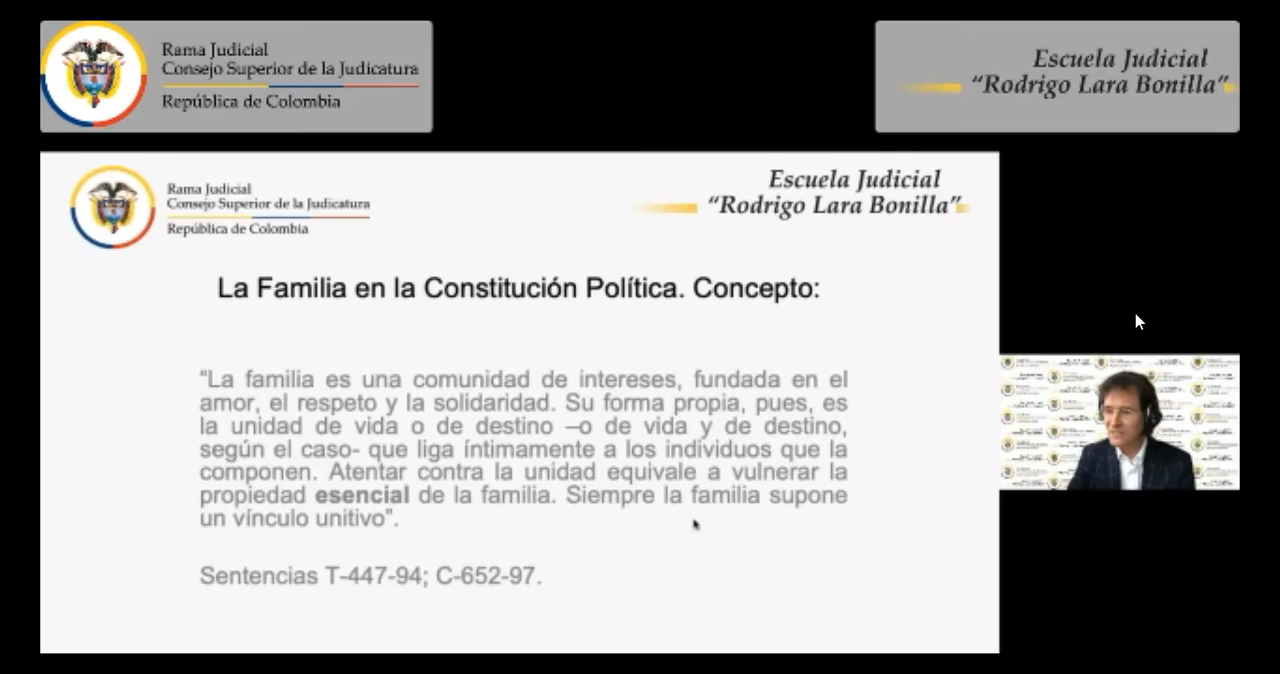 Rama Judicial
Consejo Superior de la Judicatura
República de Colombia
Escuela Judicial
“Rodrigo Lara Bonilla”
Rama Judicial
Consejo Superior de la Judicatura
República de Colombia
Escuela Judicial
“Rodrigo Lara Bonilla”
La Familia en la Constitución Política. Concepto:
“La familia es una comunidad de intereses, fundada en el
amor, el respeto y la solidaridad. Su forma propia, pues, es
la unidad de vida o de destino –o de vida y de destino,
según el caso- que liga íntimamente a los individuos que la
componen. Atentar contra la unidad equivale a vulnerar la
propiedad esencial de la familia. Siempre la familia supone
un vínculo unitivo”.
Sentencias T-447-94; C-652-97.